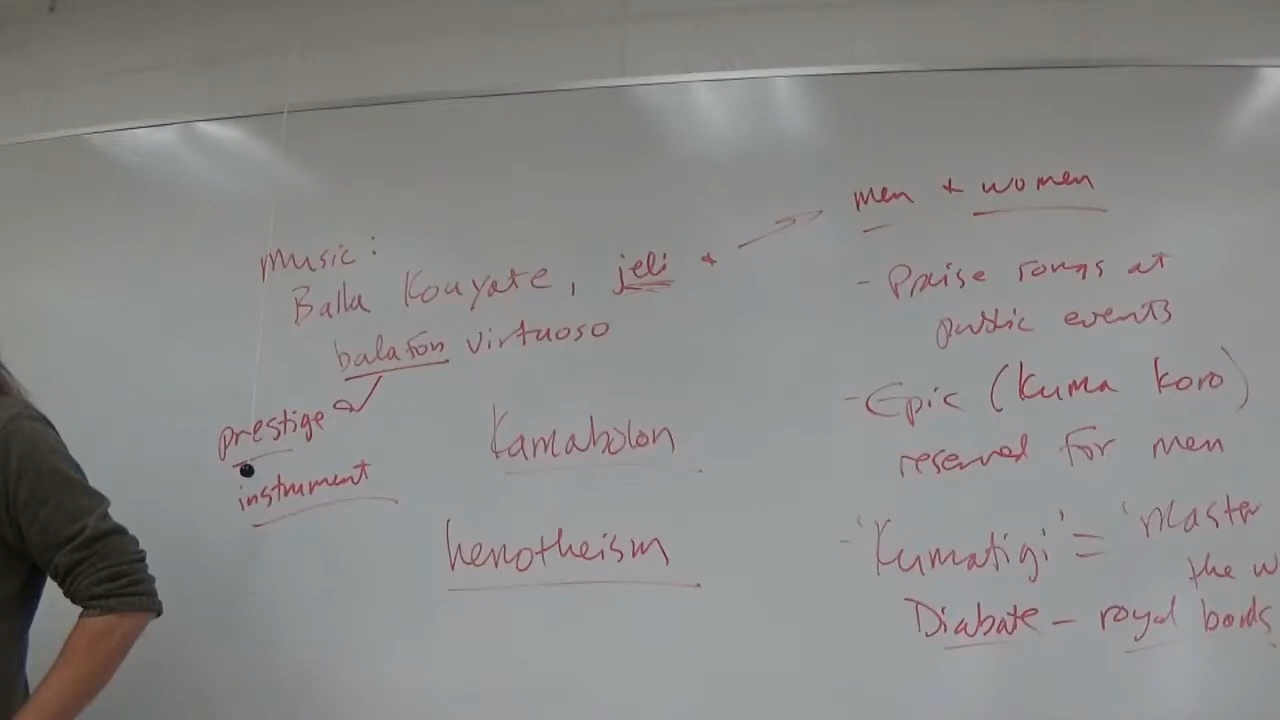 Music:
Balla Kouyate, jeli +
balafon virtuoso
prestige
instrument
Kamabolon
henotheism
men + women
- Praise songs at
public events
- Epic (Kuma Koro)
reserved for men
- 'Kumatigi' = 'Master
the w
Diabate – royal bards